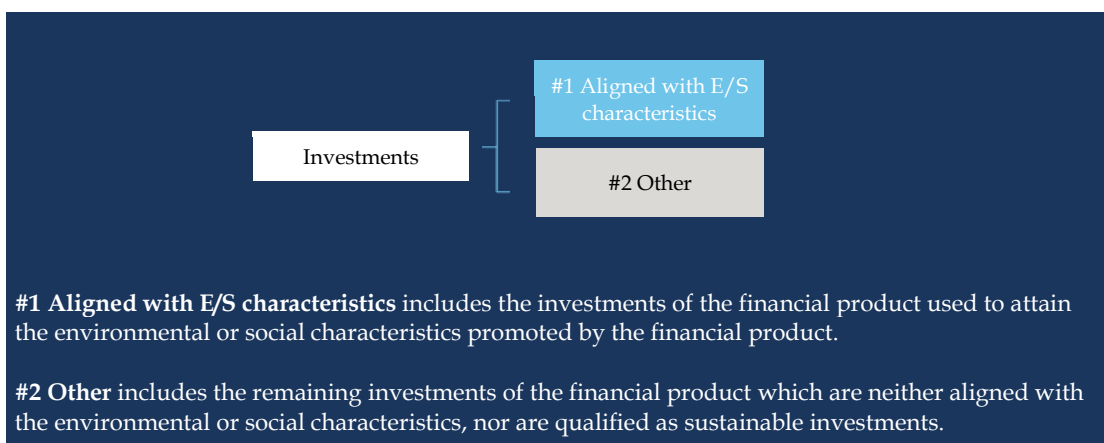 #1 Aligned with E/S
characteristics
Investments
#2 Other
#1 Aligned with E/S characteristics includes the investments of the financial product used to attain
the environmental or social characteristics promoted by the financial product.
#2 Other includes the remaining investments of the financial product which are neither aligned with
the environmental or social characteristics, nor are qualified as sustainable investments.